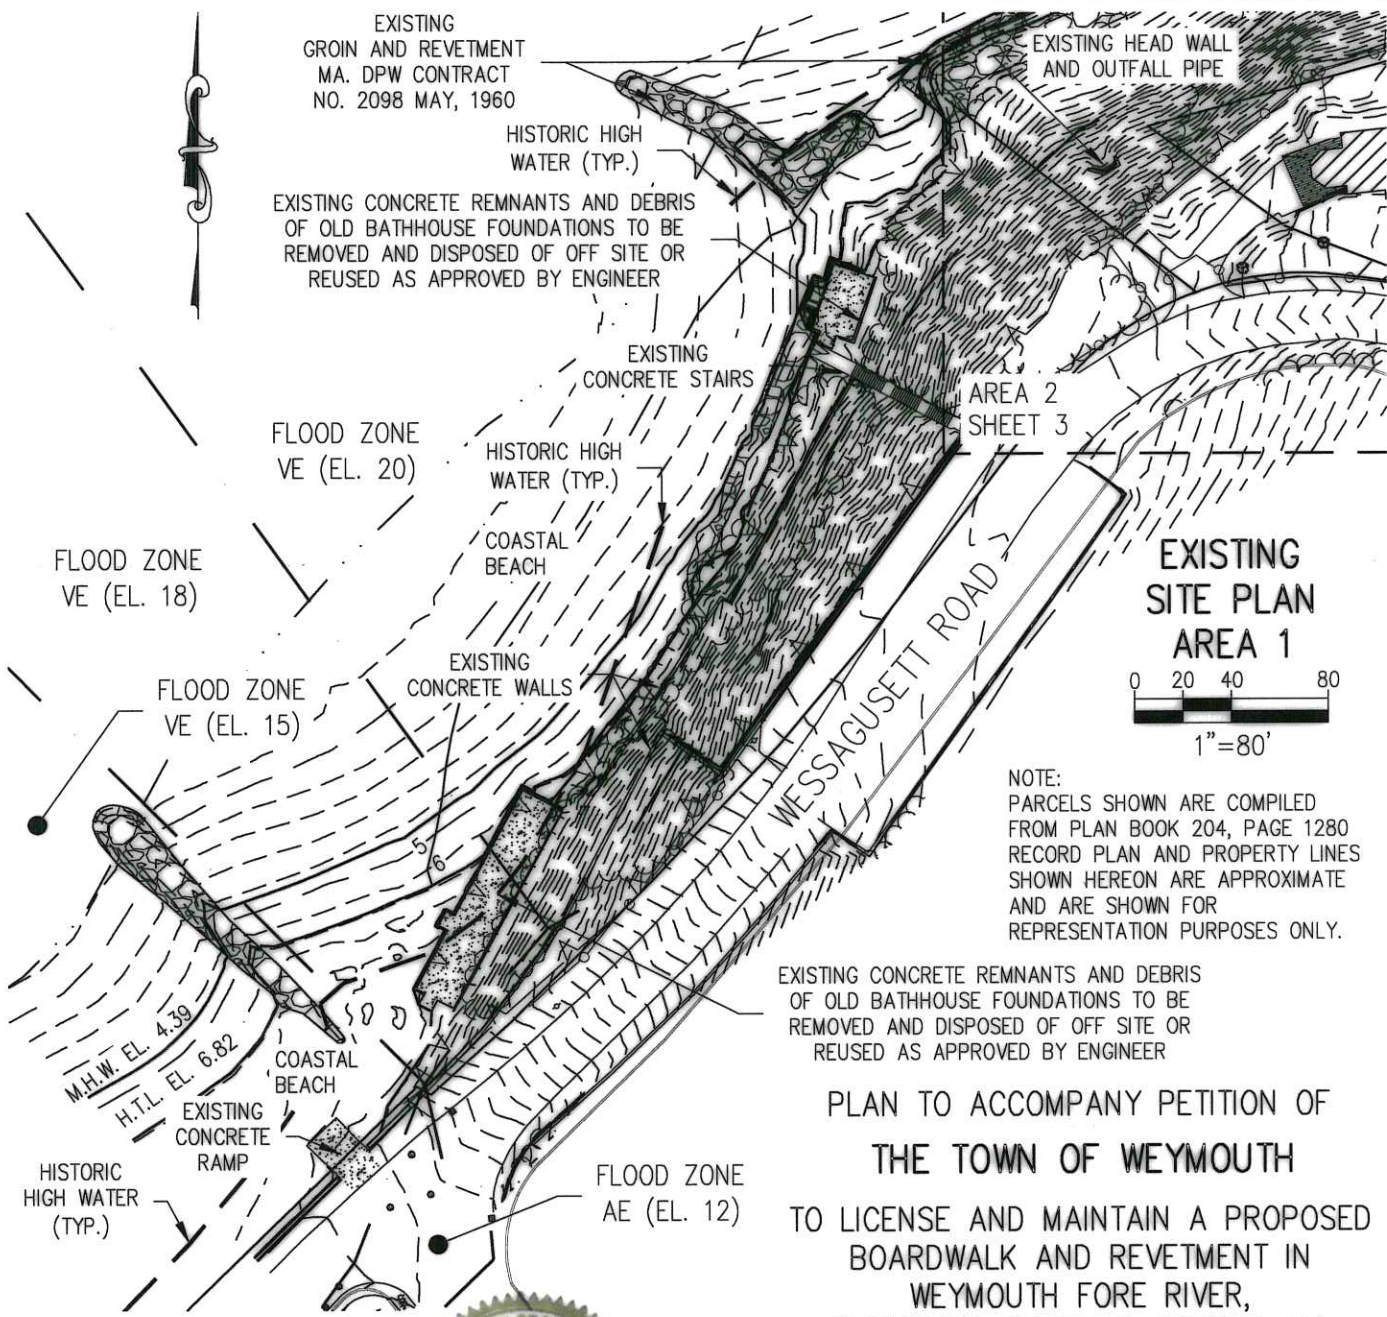 EXISTING
GROIN AND REVETMENT
MA. DPW CONTRACT
NO. 2098 MAY, 1960
EXISTING HEAD WALL
AND OUTFALL PIPE
HISTORIC HIGH
WATER (TYP.)
EXISTING CONCRETE REMNANTS AND DEBRIS
OF OLD BATHHOUSE FOUNDATIONS TO BE
REMOVED AND DISPOSED OF OFF SITE OR
REUSED AS APPROVED BY ENGINEER
EXISTING
CONCRETE STAIRS
AREA 2
SHEET 3
FLOOD ZONE
VE (EL. 20)
HISTORIC HIGH
WATER (TYP.)
COASTAL
BEACH
FLOOD ZONE
VE (EL. 18)
EXISTING
SITE PLAN
AREA 1
0 20 40 80
1"=80'
WESSAGUSETT ROAD
EXISTING
CONCRETE WALLS
FLOOD ZONE
VE (EL. 15)
NOTE:
PARCELS SHOWN ARE COMPILED
FROM PLAN BOOK 204, PAGE 1280
RECORD PLAN AND PROPERTY LINES
SHOWN HEREON ARE APPROXIMATE
AND ARE SHOWN FOR
REPRESENTATION PURPOSES ONLY.
5
6
EXISTING CONCRETE REMNANTS AND DEBRIS
OF OLD BATHHOUSE FOUNDATIONS TO BE
REMOVED AND DISPOSED OF OFF SITE OR
REUSED AS APPROVED BY ENGINEER
M.H.W. EL. 4.39
H.T.L. EL. 6.82
COASTAL
BEACH
EXISTING
CONCRETE
RAMP
HISTORIC
HIGH WATER
(TYP.)
FLOOD ZONE
AE (EL. 12)
PLAN TO ACCOMPANY PETITION OF
THE TOWN OF WEYMOUTH
TO LICENSE AND MAINTAIN A PROPOSED
BOARDWALK AND REVETMENT IN
WEYMOUTH FORE RIVER,